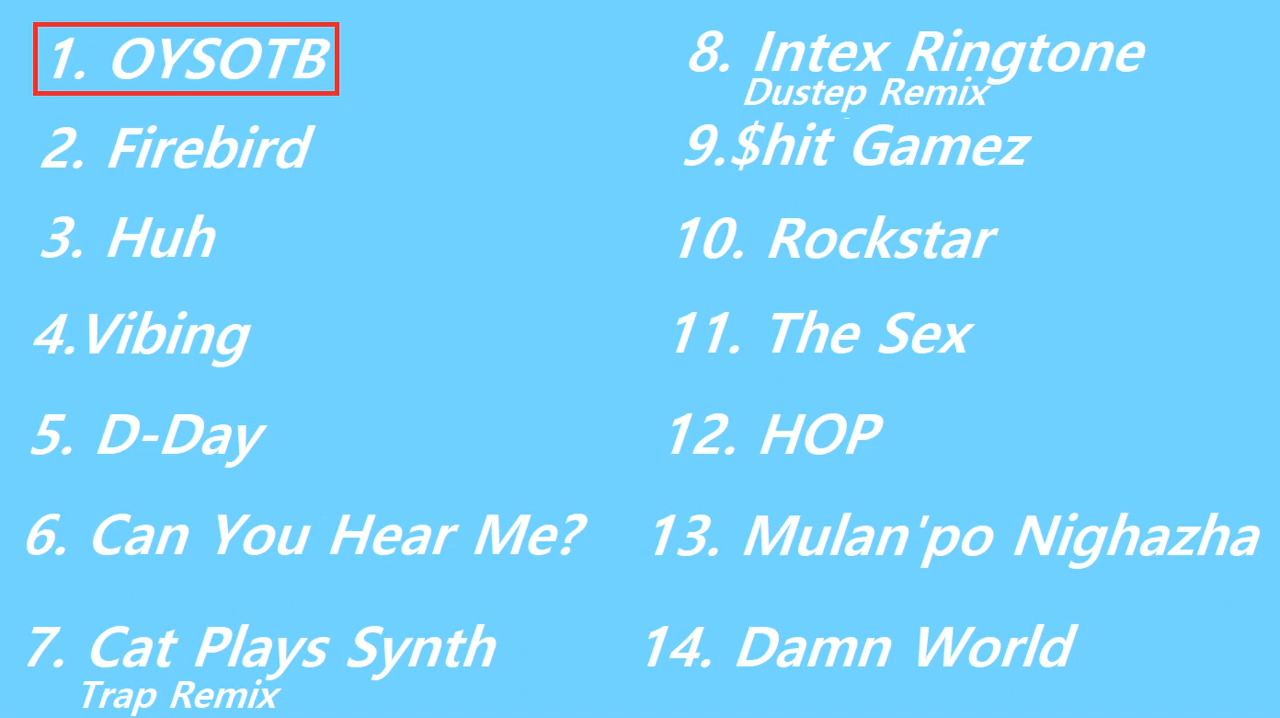 1. OYSOTB
2. Firebird
3. Huh
4.Vibing
5. D-Day
6. Can You Hear Me?
7. Cat Plays Synth
Trap Remix
8. Intex Ringtone
Dustep Remix
9.$hit Gamez
10. Rockstar
11. The Sex
12. HOP
13. Mulan'po Nighazha
14. Damn World